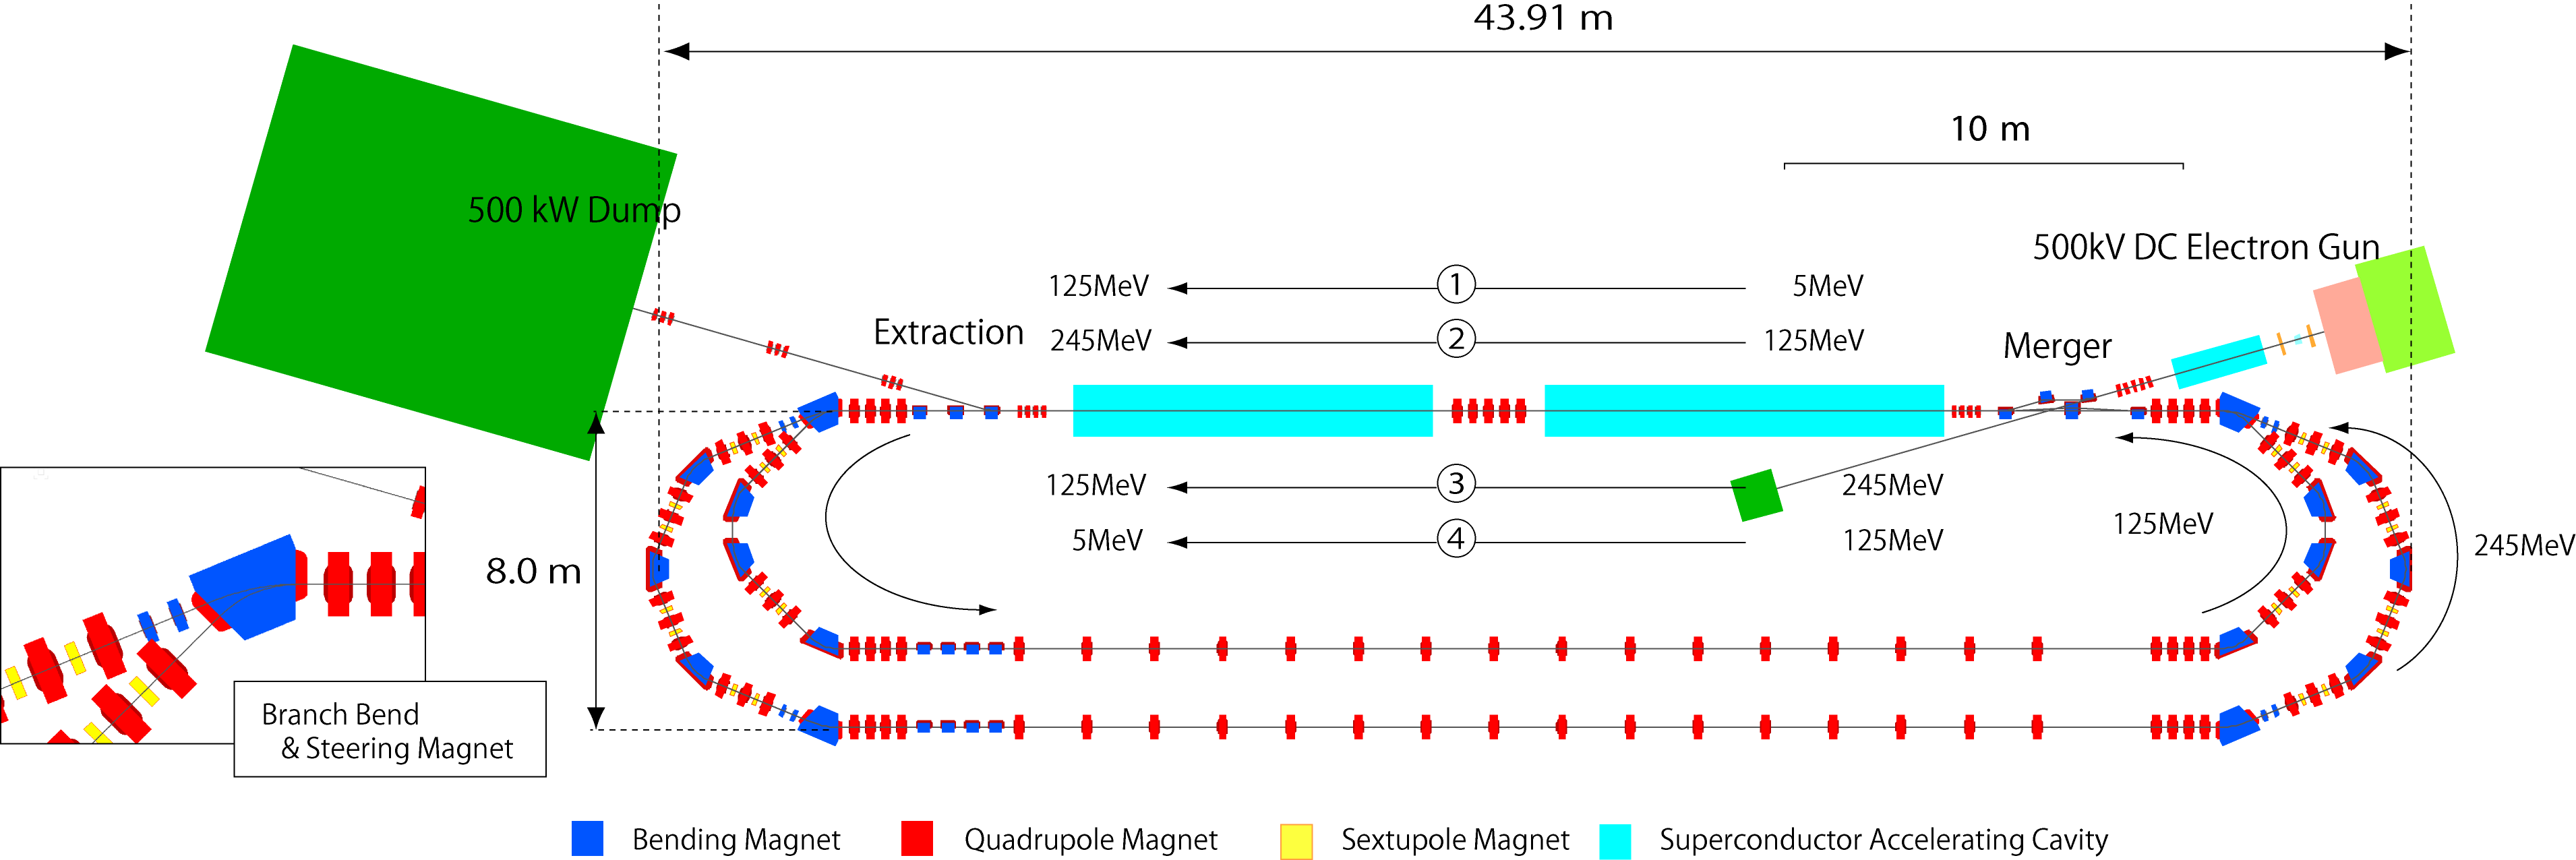 43.91 m
10 m
500 kW Dump
500kV DC Electron Gun
125MeV
1
5MeV
Extraction
245MeV
2
125MeV
Merger
125MeV
3
245MeV
5MeV
4
125MeV
125MeV
245MeV
8.0 m
Branch Bend
& Steering Magnet
Bending Magnet
Quadrupole Magnet
Sextupole Magnet
Superconductor Accelerating Cavity